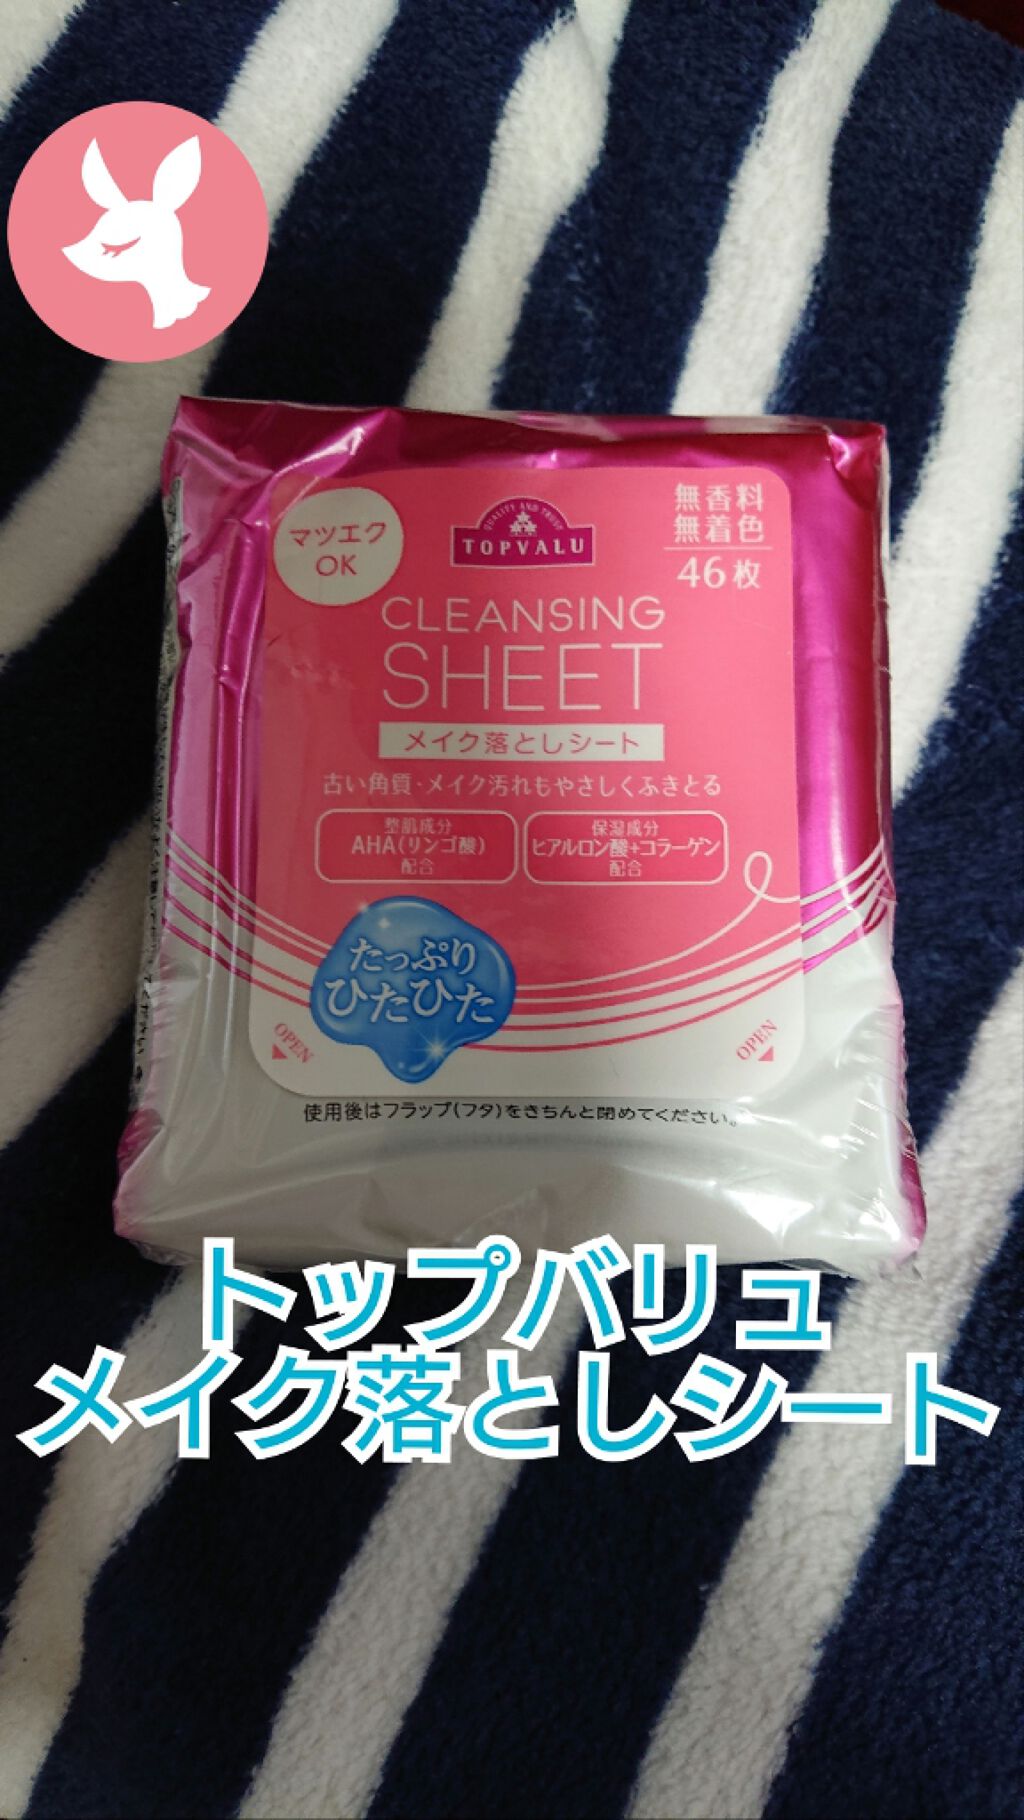 マツエク
OK
QUALITY AND TRUST
TOPVALU
無香料
無着色
46枚
CLEANSING
SHEET
メイク落としシート
古い角質・メイク汚れもやさしくふきとる
整肌成分
AHA(リンゴ酸)
配合
保湿成分
ヒアルロン酸+コラーゲン
配合
たっぷり
ひたひた
OPEN
OPEN
使用後はフラップ(フタ)をきちんと閉めてください。
トップバリュ
メイク落としシート